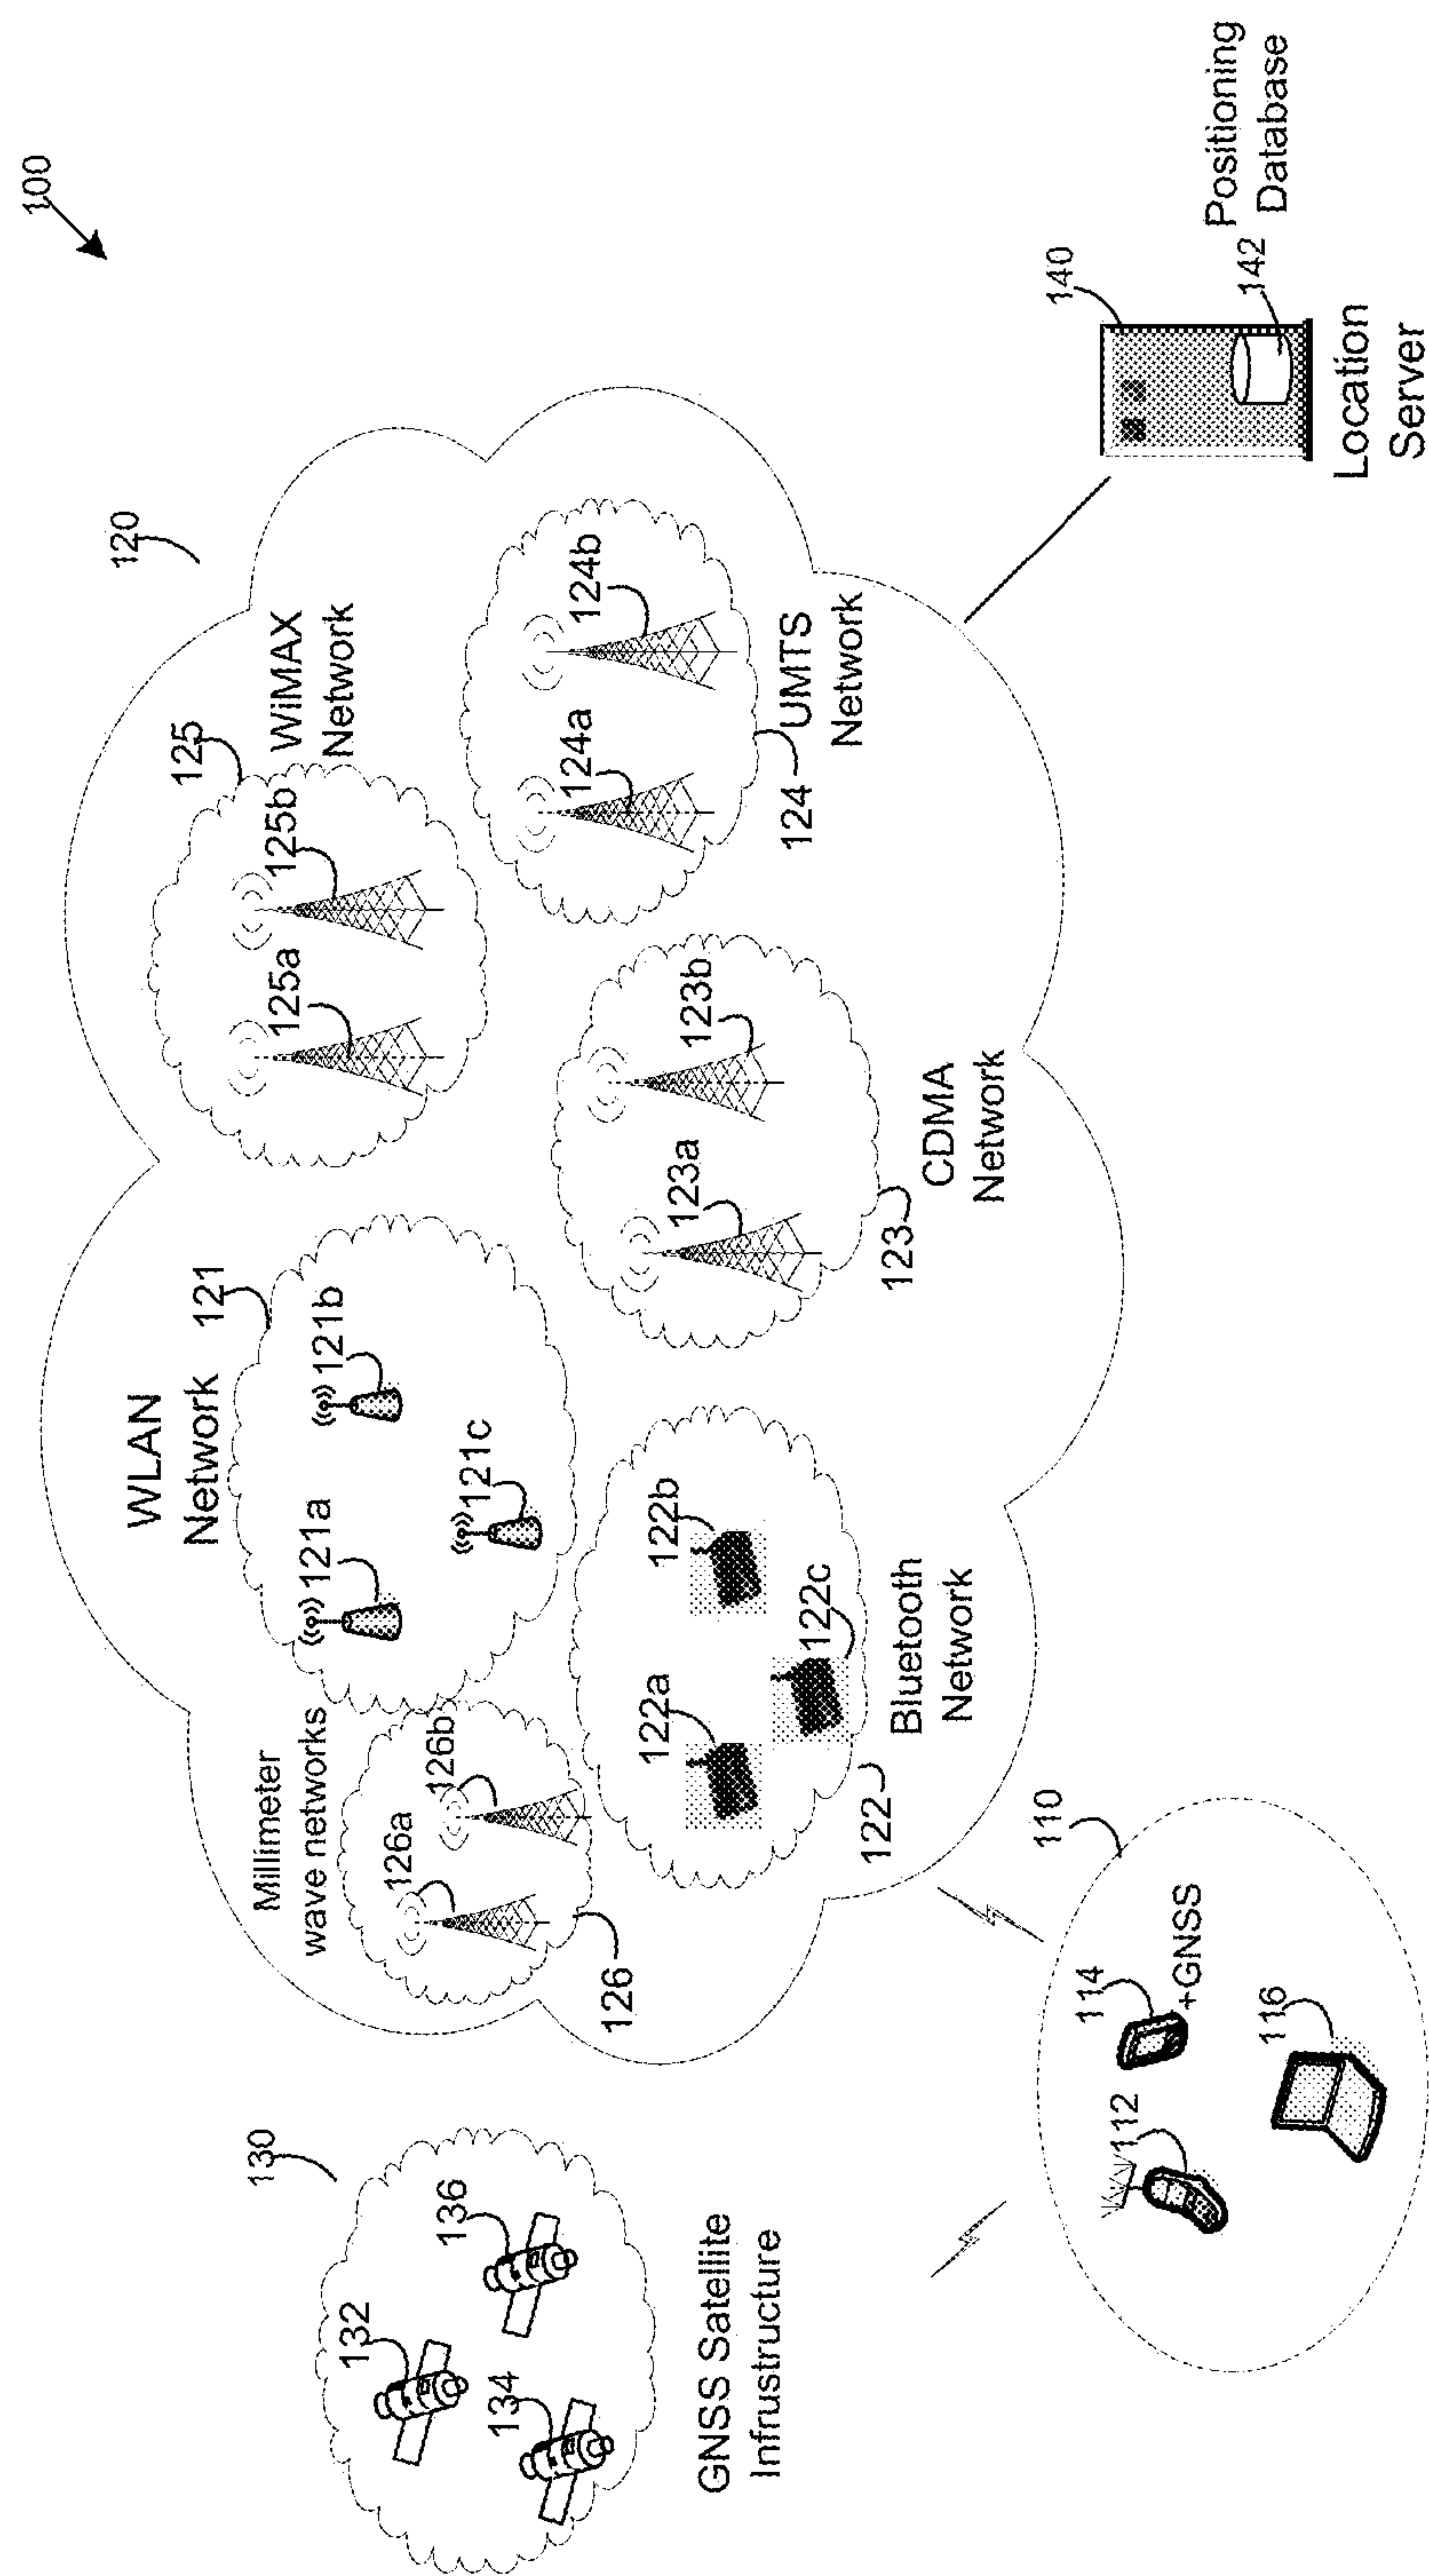 100
120
WLAN
Network
121
121a
121b
121c
125
WiMAX
Network
125a
125b
Millimeter
wave networks
126a
126b
126
130
132
136
134
GNSS Satellite
Infrustructure
122a
122b
122c
122
Bluetooth
Network
123a
123b
123
CDMA
Network
124a
124b
124
UMTS
Network
110
112
114
+GNSS
116
140
142
Positioning
Database
Location
Server